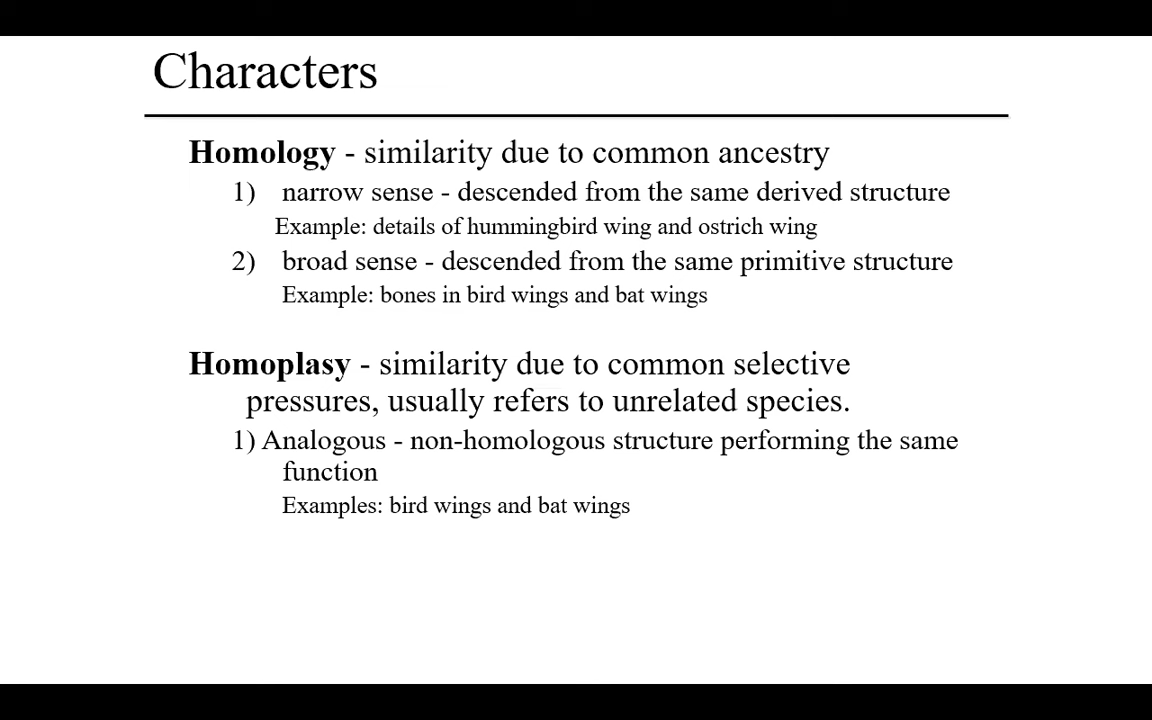 Characters
Homology - similarity due to common ancestry
1) narrow sense - descended from the same derived structure
Example: details of hummingbird wing and ostrich wing
2) broad sense - descended from the same primitive structure
Example: bones in bird wings and bat wings
Homoplasy - similarity due to common selective
pressures, usually refers to unrelated species.
1) Analogous - non-homologous structure performing the same
function
Examples: bird wings and bat wings